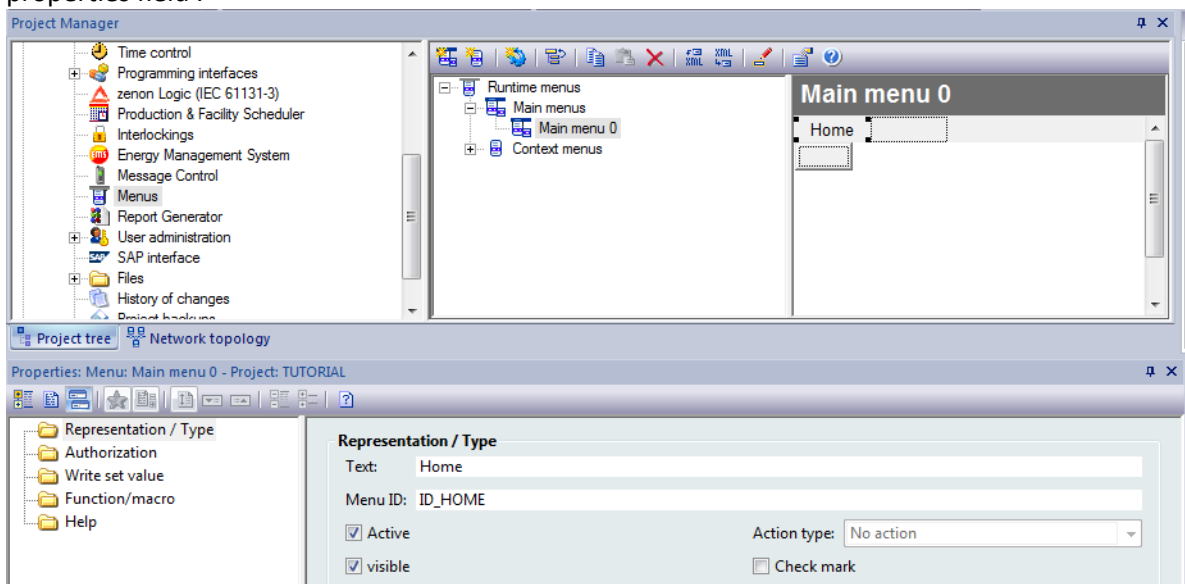 properties field .
Project Manager
Time control
Programming interfaces
zenon Logic (IEC 61131-3)
Production & Facility Scheduler
Interlockings
Energy Management System
Message Control
Menus
Report Generator
User administration
SAP interface
Files
History of changes
Project backups
Runtime menus
Main menus
Main menu 0
Context menus
Main menu 0
Home
Project tree
Network topology
Properties: Menu: Main menu 0 - Project: TUTORIAL
Representation / Type
Authorization
Write set value
Function/macro
Help
Representation / Type
Text: Home
Menu ID: ID_HOME
Active
Action type: No action
visible
Check mark